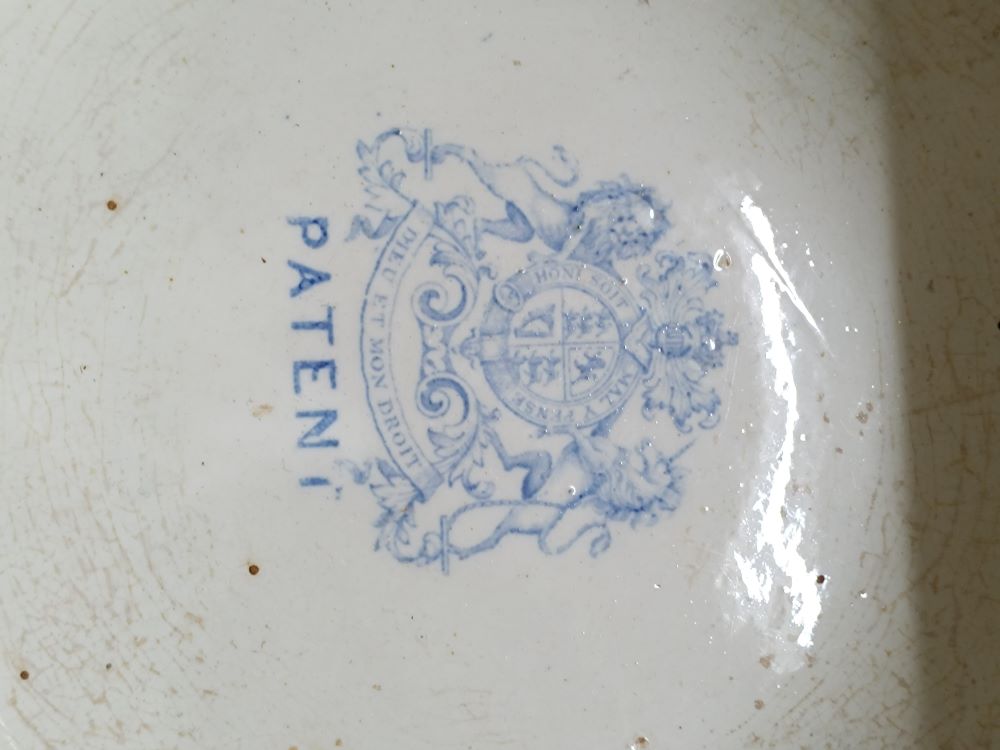 HONI SOIT
MAL Y PENSE
DIEU ET MON DROIT
PATENT